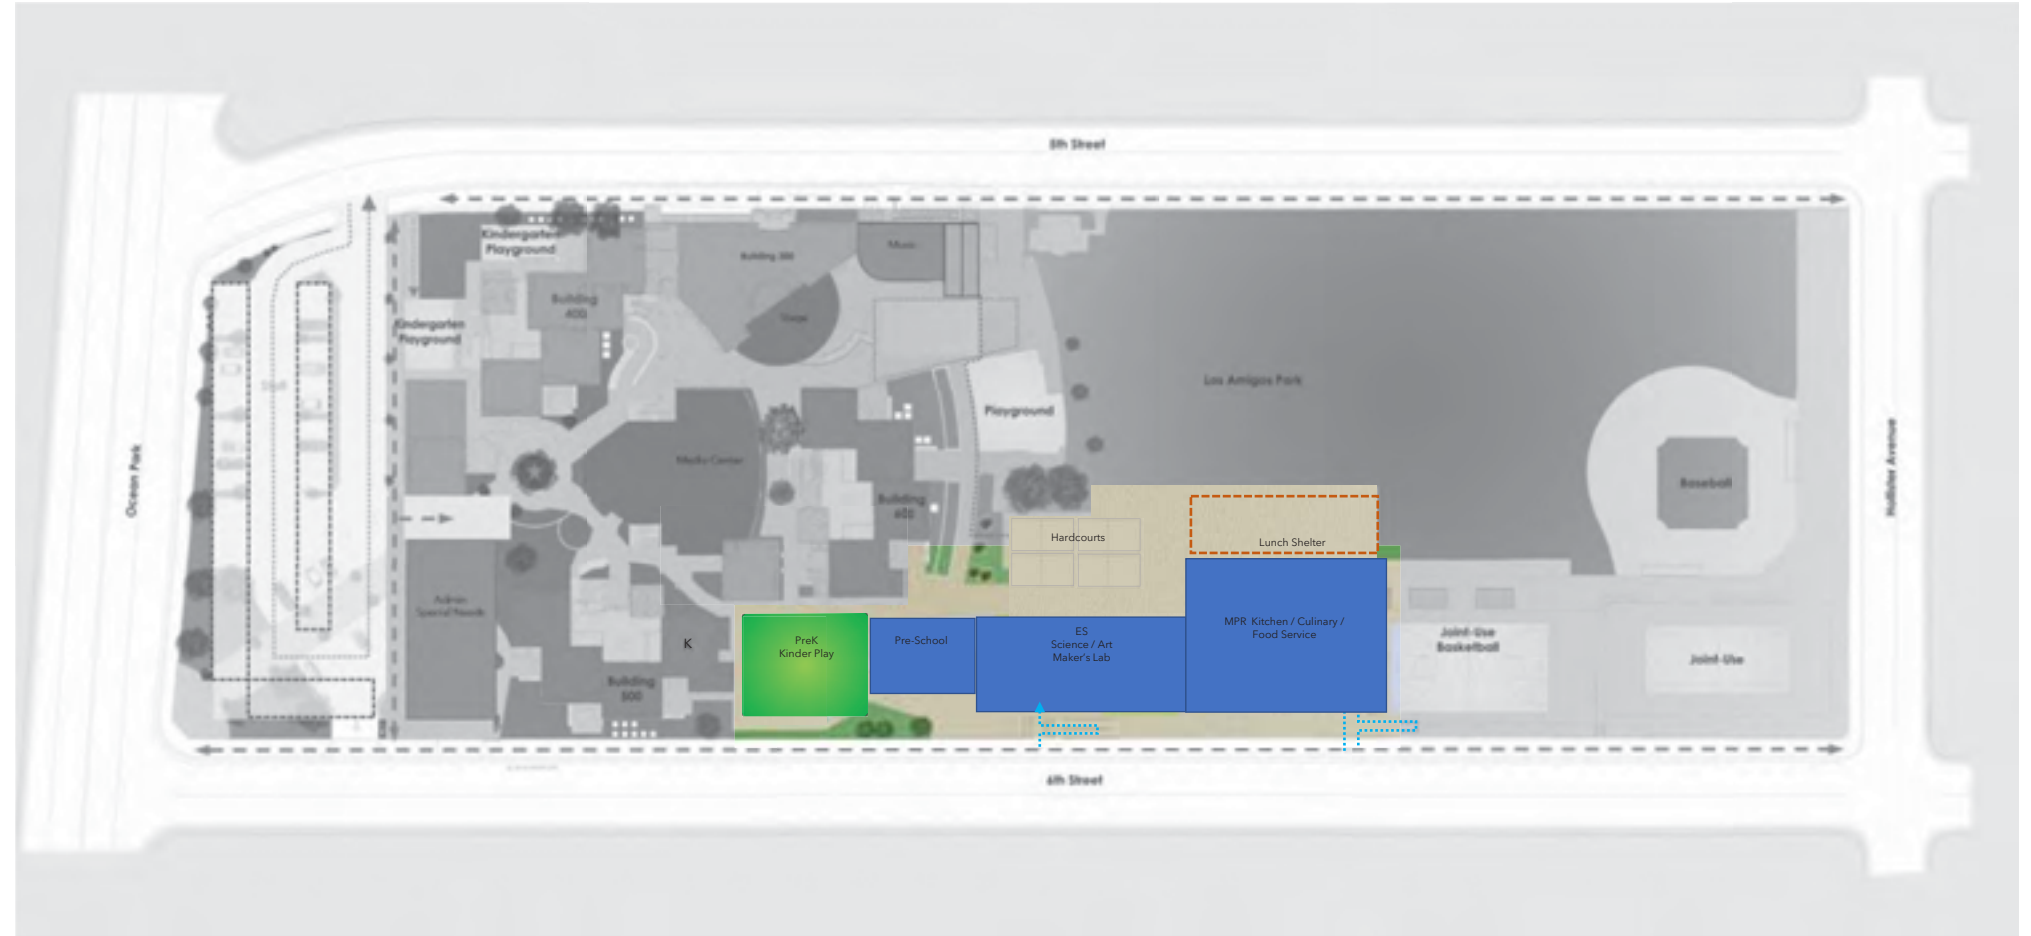 5th Street
Kindergarten
Playground
Music
Building 300
Building
400
Stage
Kindergarten
Playground
Los Amigos Park
Staff
Playground
Ocean Park
Hollister Avenue
Media Center
Baseball
Building
600
Hardcourts
Lunch Shelter
Admin
Special Needs
K
PreK
Kinder Play
Pre-School
ES
Science / Art
Maker's Lab
MPR Kitchen / Culinary /
Food Service
Joint-Use
Basketball
Joint-Use
Building
500
6th Street